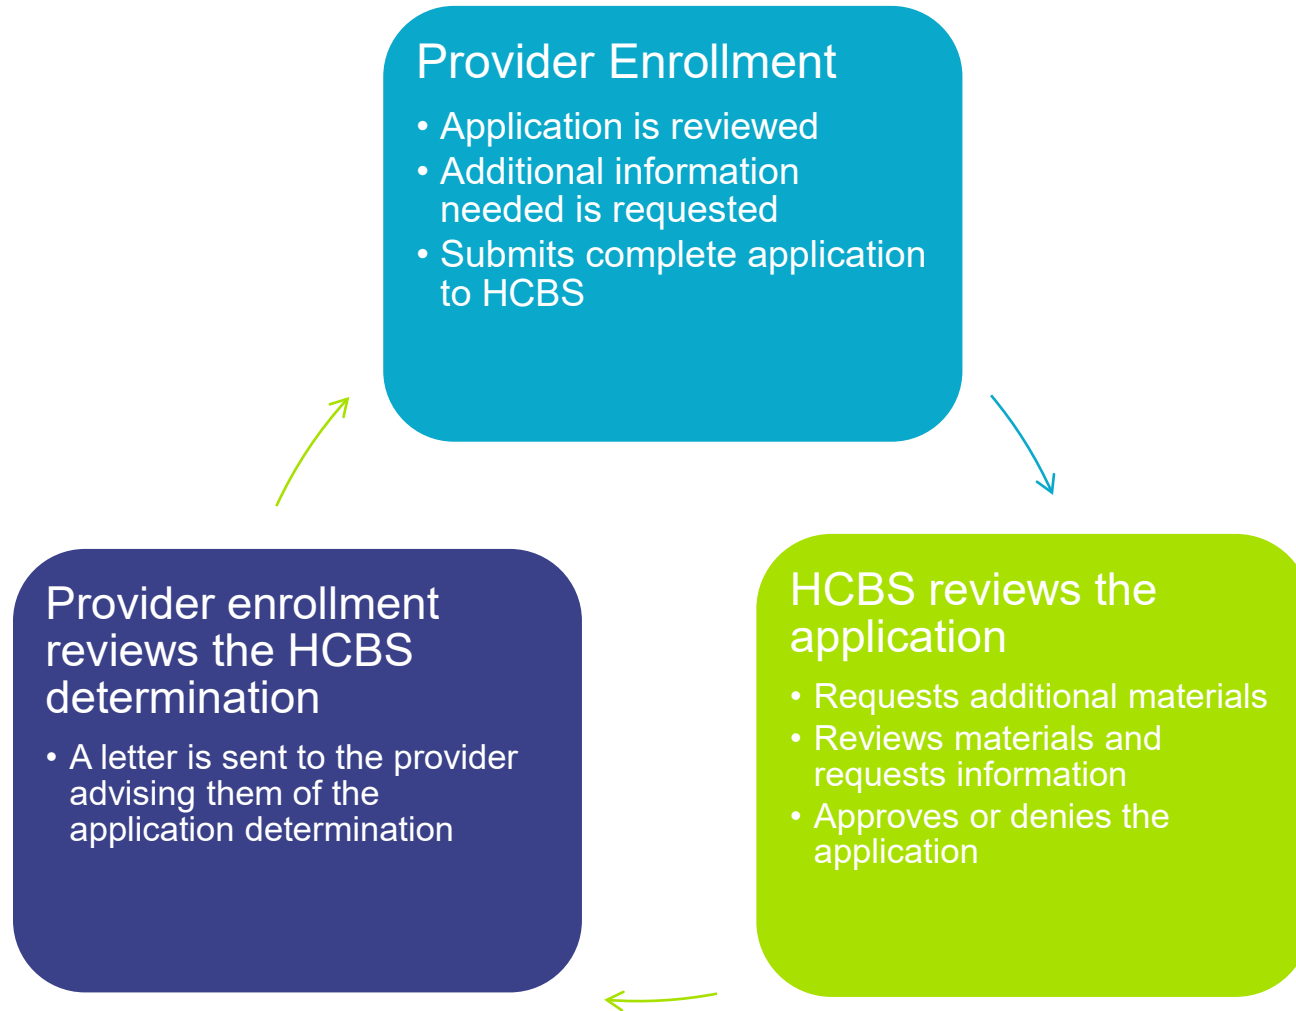 Provider Enrollment
• Application is reviewed
• Additional information
needed is requested
• Submits complete application
to HCBS
HCBS reviews the
application
• Requests additional materials
• Reviews materials and
requests information
• Approves or denies the
application
Provider enrollment
reviews the HCBS
determination
• A letter is sent to the provider
advising them of the
application determination